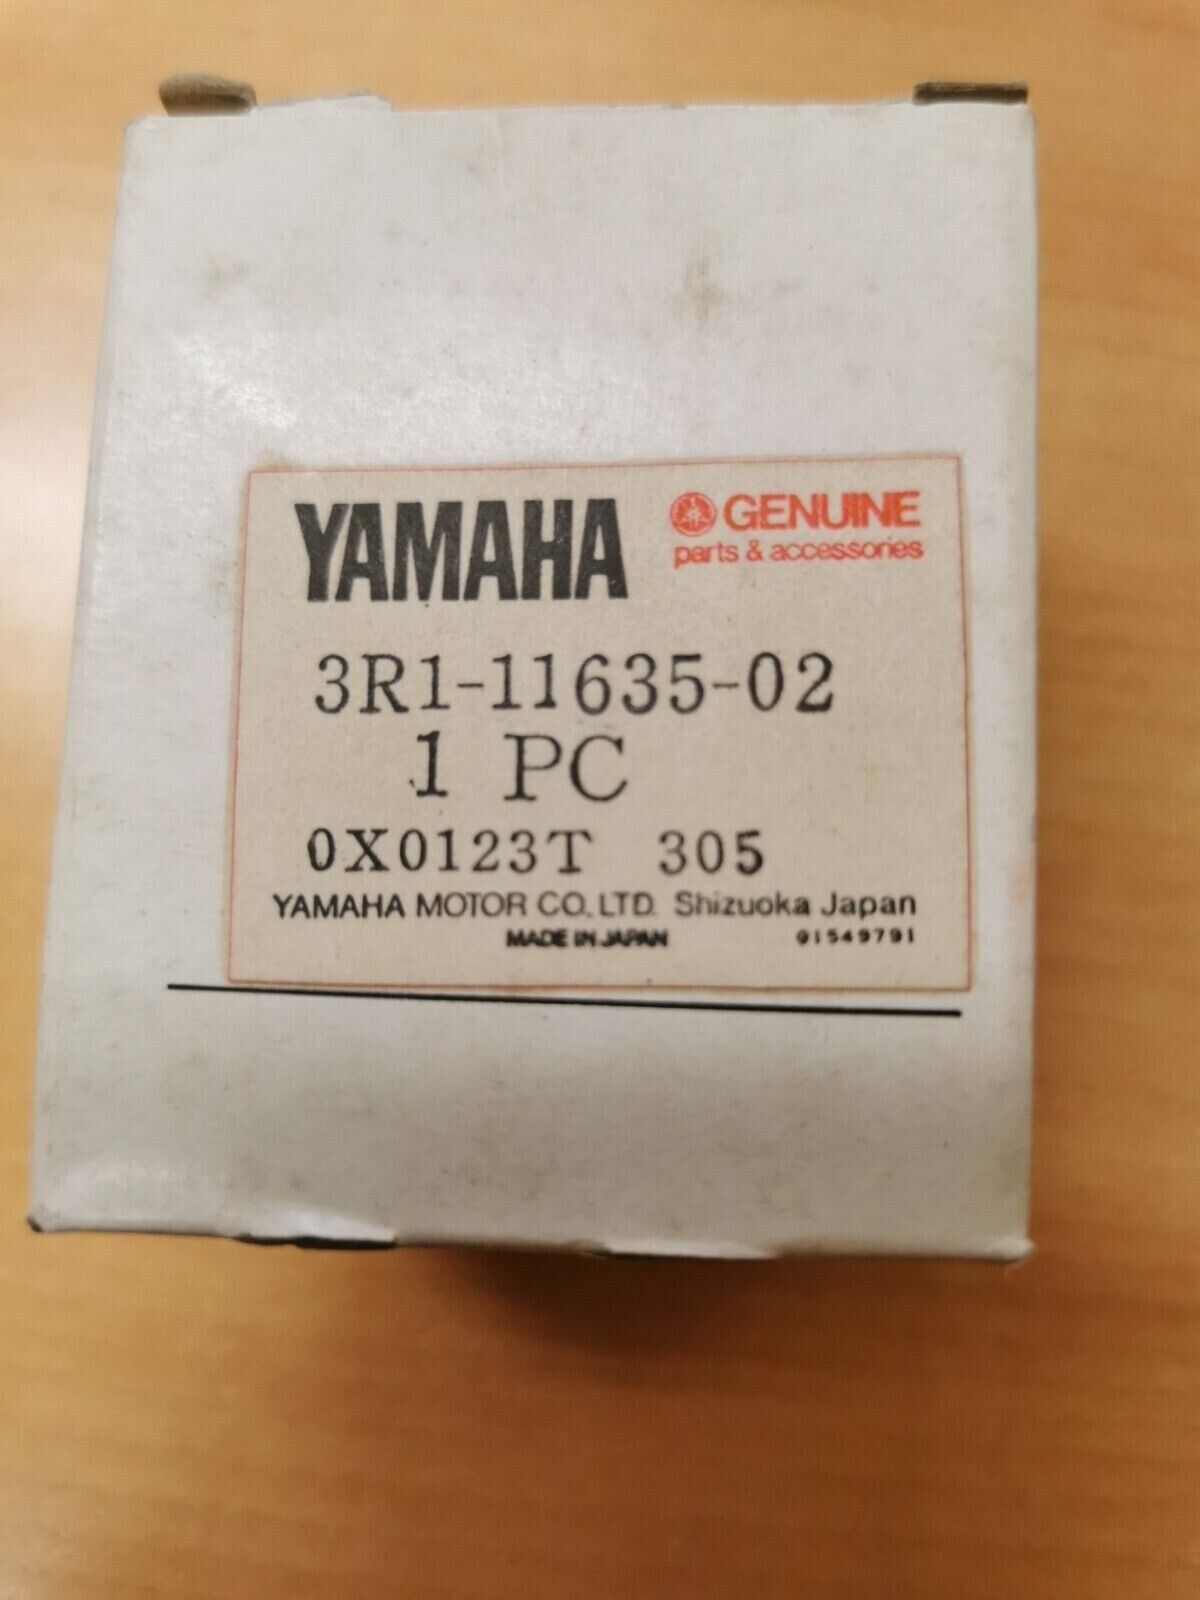 YAMAHA
GENUINE
parts & accessories
3R1-11635-02
1 PC
0X0123T 305
YAMAHA MOTOR CO., LTD. Shizuoka Japan
MADE IN JAPAN 91549791